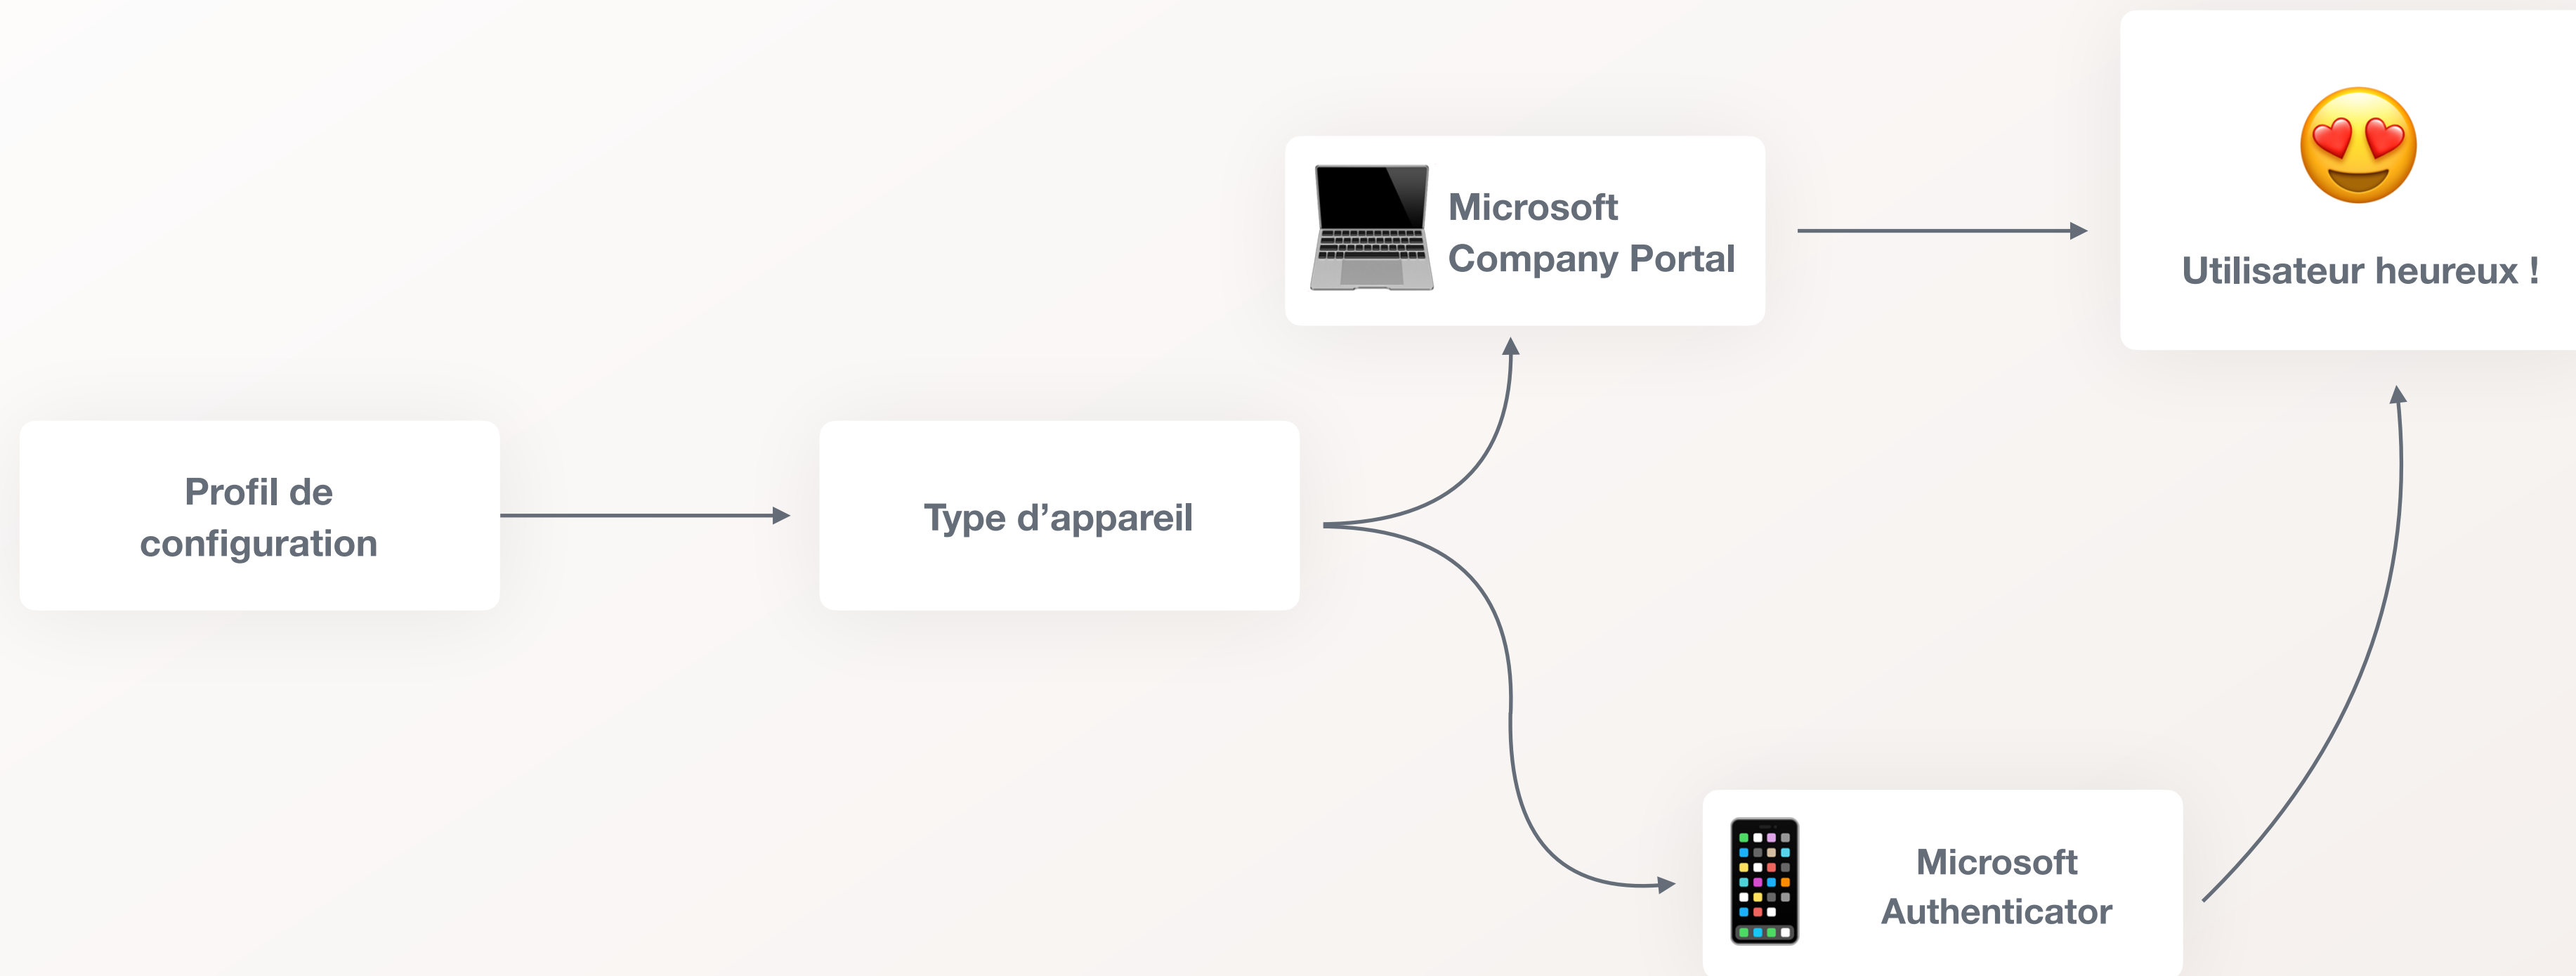 Microsoft
Company Portal
Utilisateur heureux !
Profil de
configuration
Type d’appareil
Microsoft
Authenticator